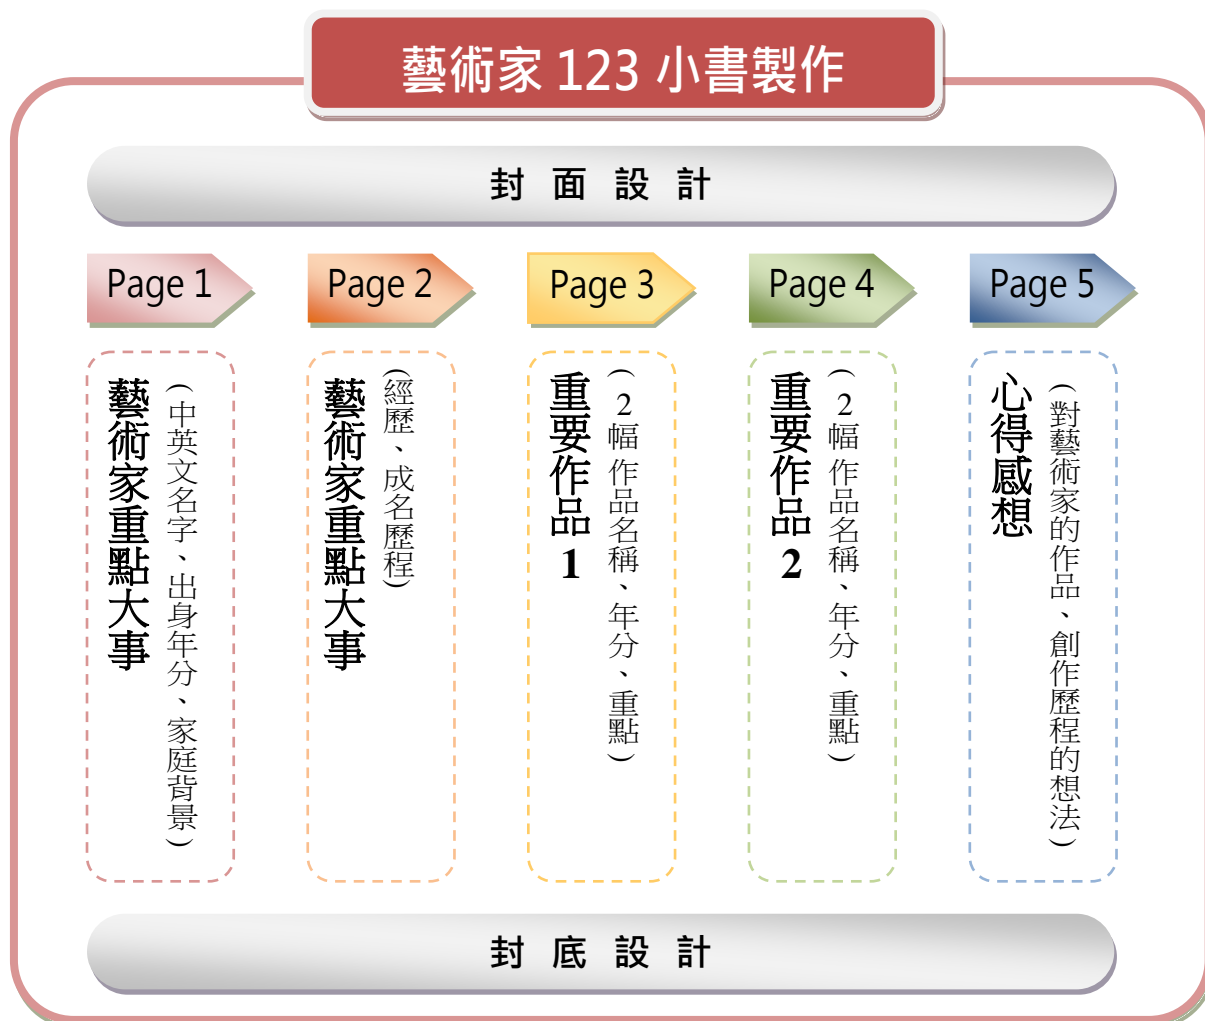 藝術家 123 小書製作
封面設計
Page 1
藝術家重點大事
(中英文名字、出身年分、家庭背景)
Page 2
藝術家重點大事
(經歷、成名歷程)
Page 3
重要作品1
(2幅作品名稱、年分、重點)
Page 4
重要作品2
(2幅作品名稱、年分、重點)
Page 5
心得感想
(對藝術家的作品、創作歷程的想法)
封底設計